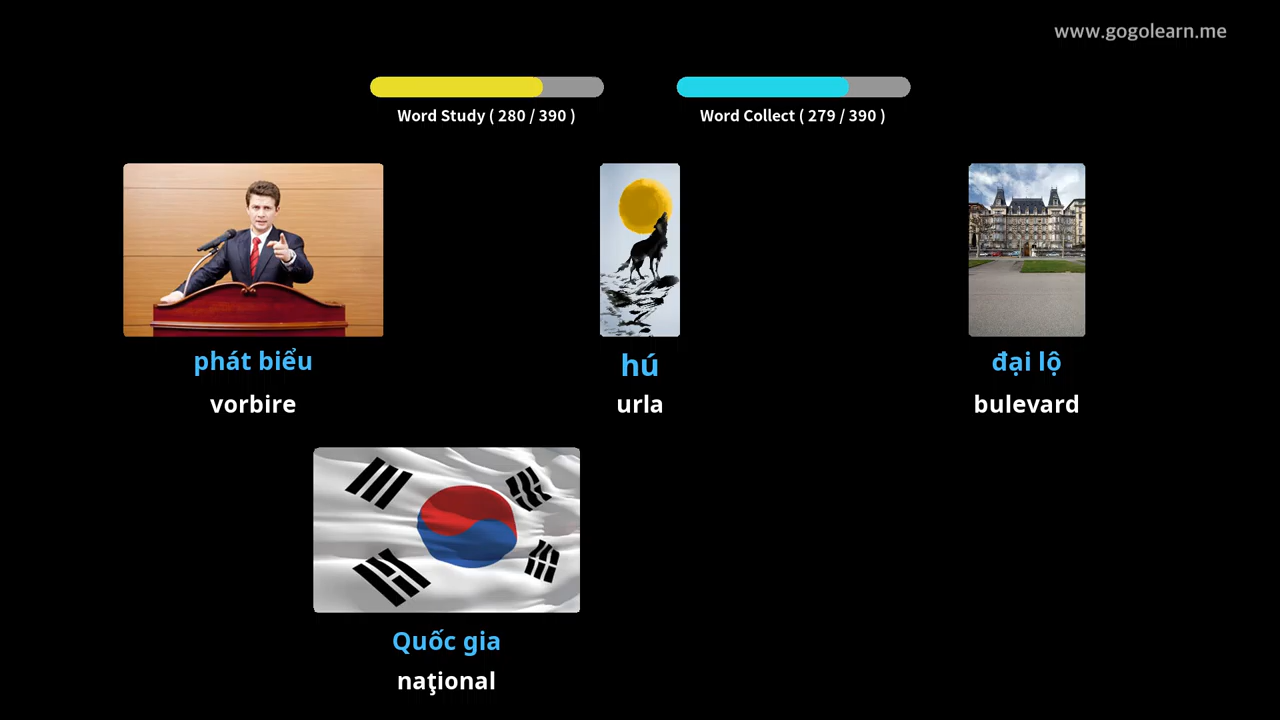 www.gogolearn.me
Word Study ( 280 / 390 )
Word Collect ( 279 / 390 )
phát biểu
vorbire
hú
urla
đại lộ
bulevard
Quốc gia
naţional